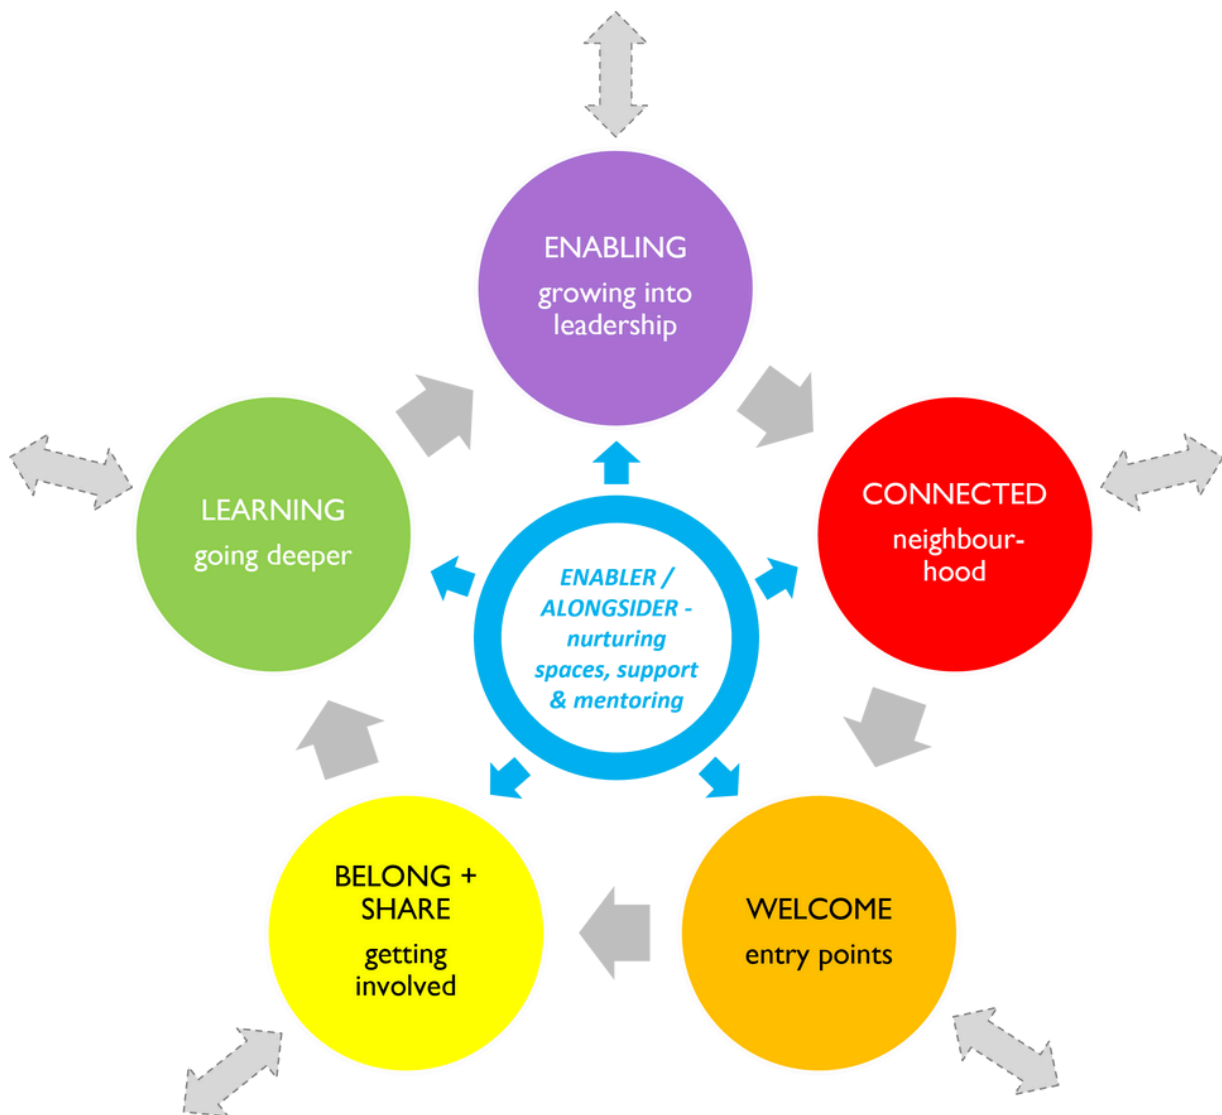 ENABLING
growing into
leadership
CONNECTED
neighbour-
hood
WELCOME
entry points
BELONG +
SHARE
getting
involved
LEARNING
going deeper
ENABLER /
ALONGSIDER -
nurturing
spaces, support
& mentoring